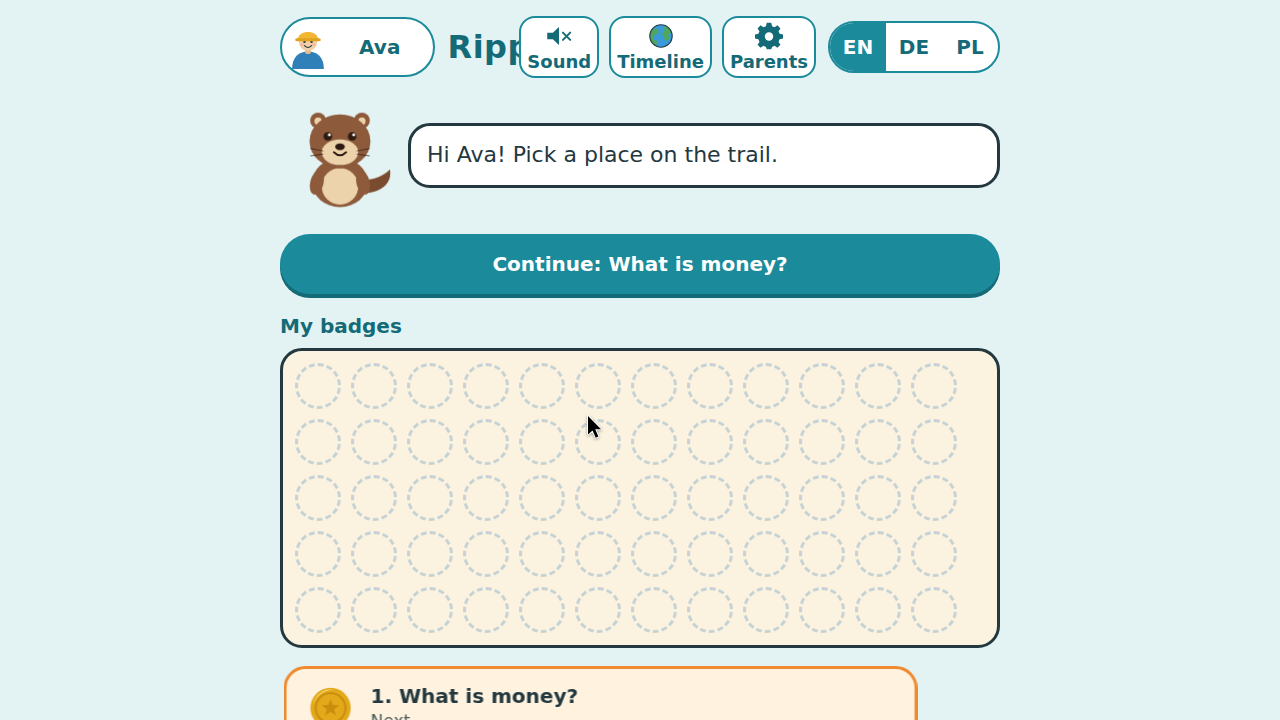 Ava
Sound
Timeline
Parents
EN
DE
PL
Hi Ava! Pick a place on the trail.
Continue: What is money?
My badges
1. What is money?
Next